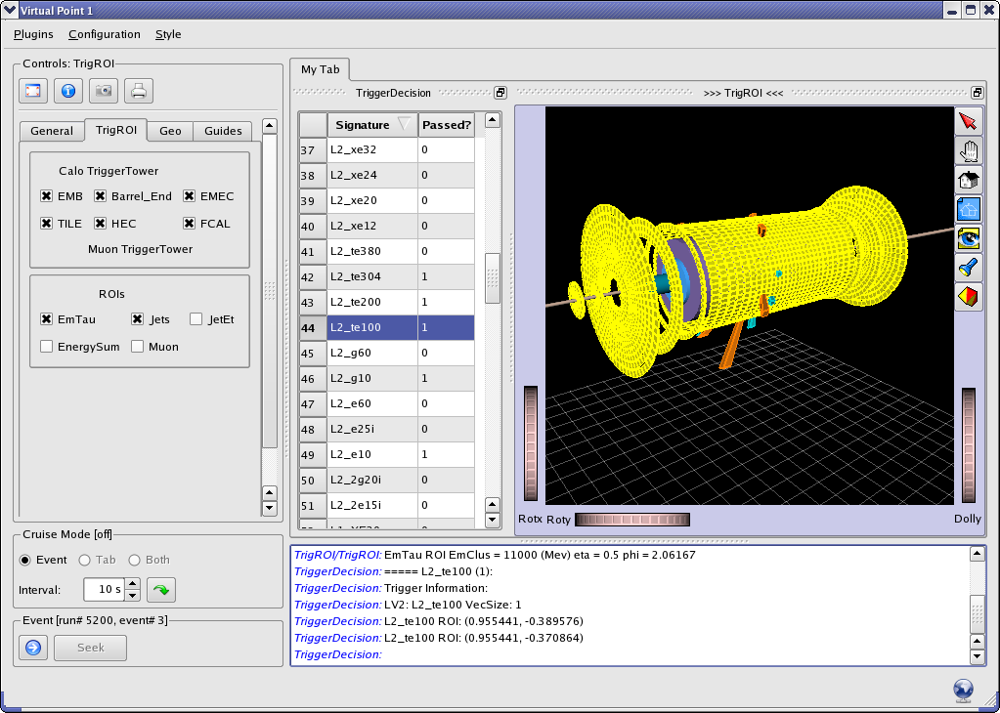 Virtual Point 1
Plugins Configuration Style
Controls: TrigROI
General TrigROI Geo Guides
Calo TriggerTower
EMB Barrel_End EMEC
TILE HEC FCAL
Muon TriggerTower
ROIs
EmTau Jets JetEt
EnergySum Muon
Cruise Mode [off]
Event Tab Both
Interval: 10 s
Event [run# 5200, event# 3]
Seek
My Tab
TriggerDecision
Signature Passed?
37 L2_xe32 0
38 L2_xe24 0
39 L2_xe20 0
40 L2_xe12 0
41 L2_te380 0
42 L2_te304 1
43 L2_te200 1
44 L2_te100 1
45 L2_g60 0
46 L2_g10 1
47 L2_e60 0
48 L2_e25i 0
49 L2_e10 1
50 L2_2g20i 0
51 L2_2e15i 0
>>> TrigROI <<<
Rotx Roty Dolly
TrigROI/TrigROI: EmTau ROI EmClus = 11000 (Mev) eta = 0.5 phi = 2.06167
TriggerDecision: ===== L2_te100 (1):
TriggerDecision: Trigger Information:
TriggerDecision: LV2: L2_te100 VecSize: 1
TriggerDecision: L2_te100 ROI: (0.955441, -0.389576)
TriggerDecision: L2_te100 ROI: (0.955441, -0.370864)
TriggerDecision: